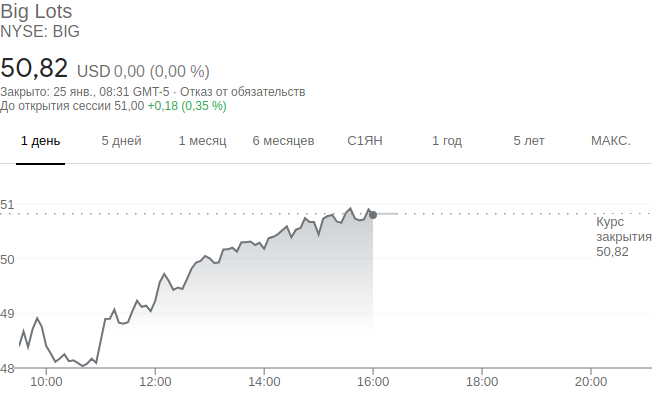 Big Lots
NYSE: BIG
50,82 USD 0,00 (0,00 %)
Закрыто: 25 янв., 08:31 GMT-5 · Отказ от обязательств
До открытия сессии 51,00 +0,18 (0,35 %)
1 день 5 дней 1 месяц 6 месяцев С1ЯН 1 год 5 лет МАКС.
51
Курс
закрытия
50,82
50
49
48
10:00 12:00 14:00 16:00 18:00 20:00